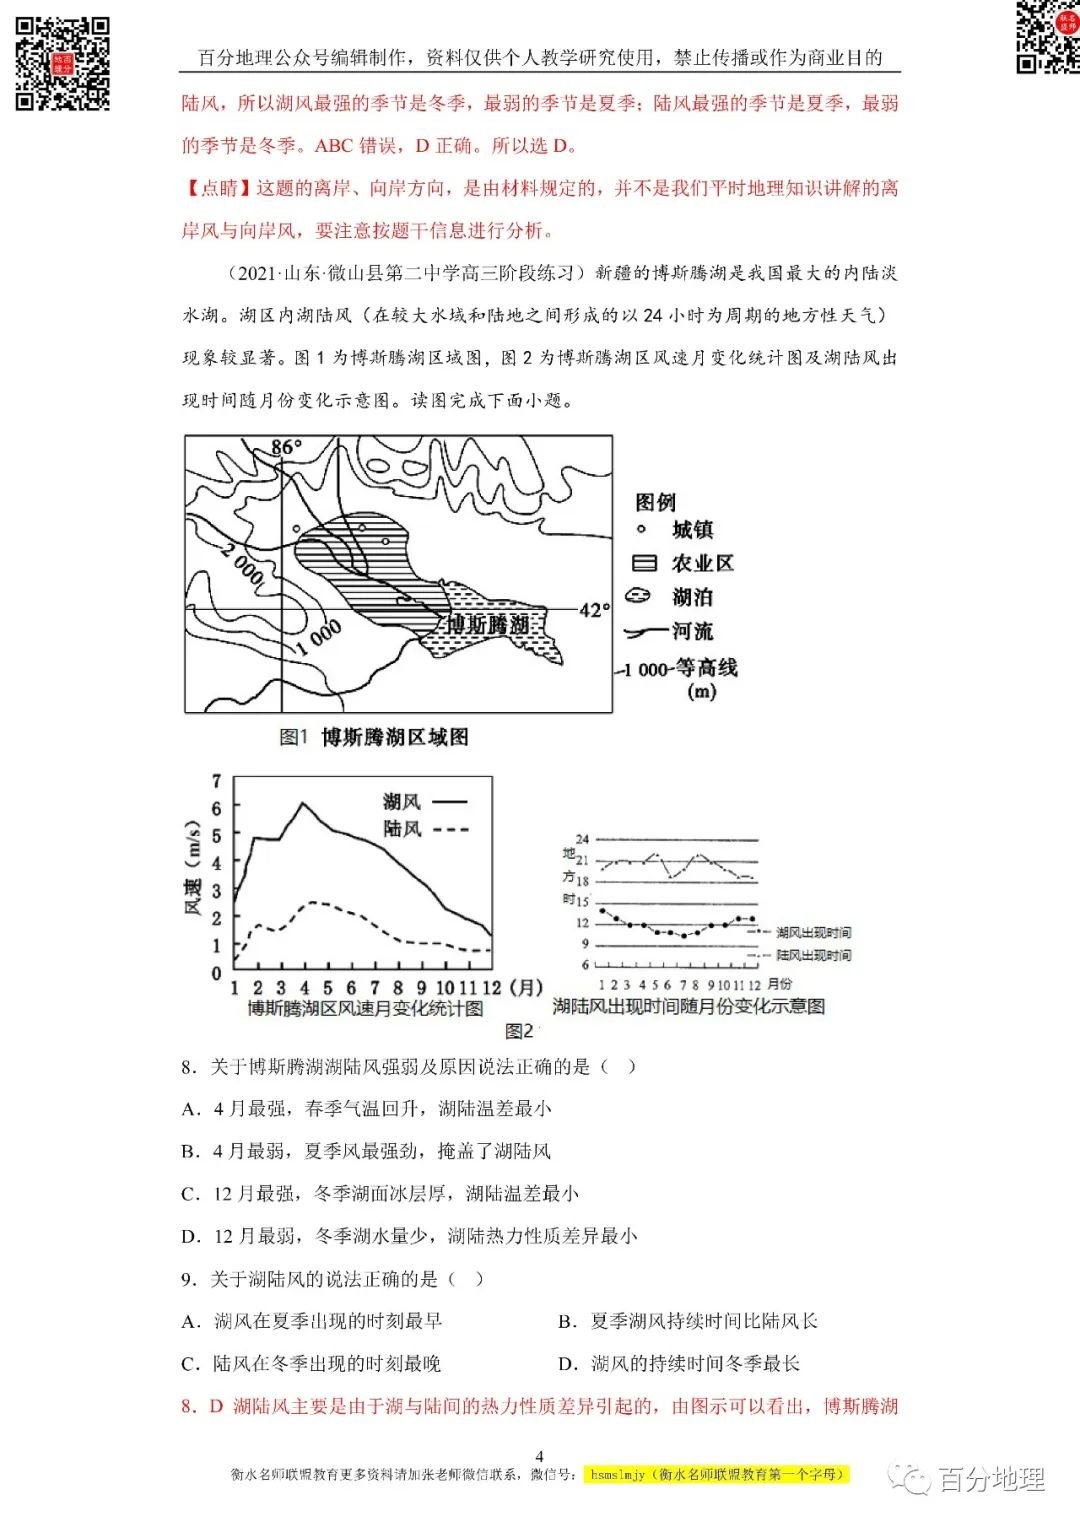 百分地理公众号编辑制作，资料仅供个人教学研究使用，禁止传播或作为商业目的
陆风，所以湖风最强的季节是冬季，最弱的季节是夏季；陆风最强的季节是夏季，最弱
的季节是冬季。ABC 错误，D 正确。所以选 D。
【点睛】这题的离岸、向岸方向，是由材料规定的，并不是我们平时地理知识讲解的离
岸风与向岸风，要注意按题干信息进行分析。
（2021·山东·微山县第二中学高三阶段练习）新疆的博斯腾湖是我国最大的内陆淡
水湖。湖区内湖陆风（在较大水域和陆地之间形成的以 24 小时为周期的地方性天气）
现象较显著。图 1 为博斯腾湖区域图，图 2 为博斯腾湖区风速月变化统计图及湖陆风出
现时间随月份变化示意图。读图完成下面小题。
86°
2 000
1 000
42°
博斯腾湖
图例
城镇
农业区
湖泊
河流
1 000 等高线
(m)
图1 博斯腾湖区域图
风速（m/s）
7
6
5
4
3
2
1
0
湖风
陆风
1 2 3 4 5 6 7 8 9 10 11 12 (月)
博斯腾湖区风速月变化统计图
地方时
24
21
18
15
12
9
6
湖风出现时间
陆风出现时间
1 2 3 4 5 6 7 8 9 10 11 12 月份
湖陆风出现时间随月份变化示意图
图2
8．关于博斯腾湖湖陆风强弱及原因说法正确的是（ ）
A．4 月最强，春季气温回升，湖陆温差最小
B．4 月最弱，夏季风最强劲，掩盖了湖陆风
C．12 月最强，冬季湖面冰层厚，湖陆温差最小
D．12 月最弱，冬季湖水量少，湖陆热力性质差异最小
9．关于湖陆风的说法正确的是（ ）
A．湖风在夏季出现的时刻最早 B．夏季湖风持续时间比陆风长
C．陆风在冬季出现的时刻最晚 D．湖风的持续时间冬季最长
8．D 湖陆风主要是由于湖与陆间的热力性质差异引起的，由图示可以看出，博斯腾湖
4
衡水名师联盟教育更多资料请加张老师微信联系，微信号： hsmslmjy（衡水名师联盟教育第一个字母）
百分地理